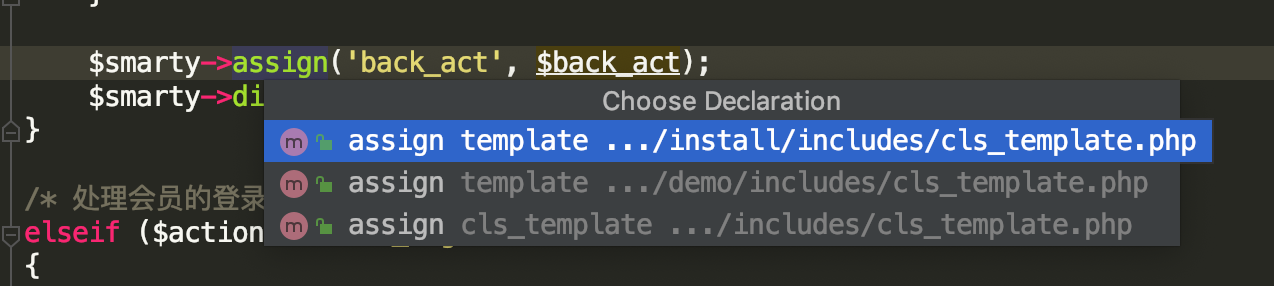 }
$smarty->assign('back_act', $back_act);
$smarty->di
Choose Declaration
m assign template .../install/includes/cls_template.php
}
m assign template .../demo/includes/cls_template.php
/* 处理会员的登录
m assign cls_template .../includes/cls_template.php
elseif ($action
{